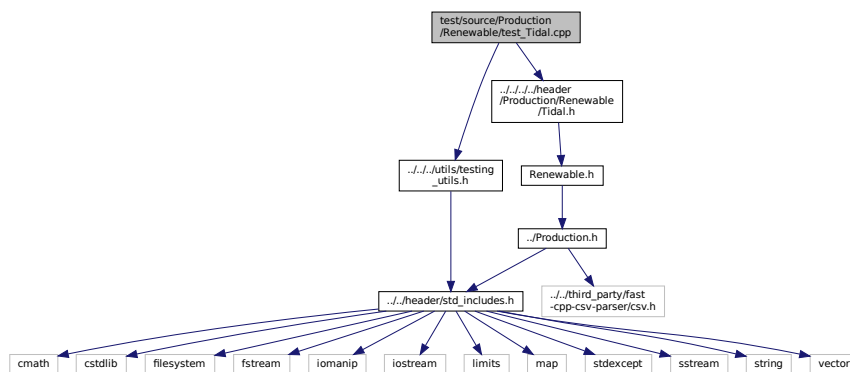 test/source/Production
/Renewable/test_Tidal.cpp
../../../../header
/Production/Renewable
/Tidal.h
../../../utils/testing
_utils.h
Renewable.h
../Production.h
../../header/std_includes.h
../../third_party/fast
-cpp-csv-parser/csv.h
cmath
cstdlib
filesystem
fstream
iomanip
iostream
limits
map
stdexcept
sstream
string
vector